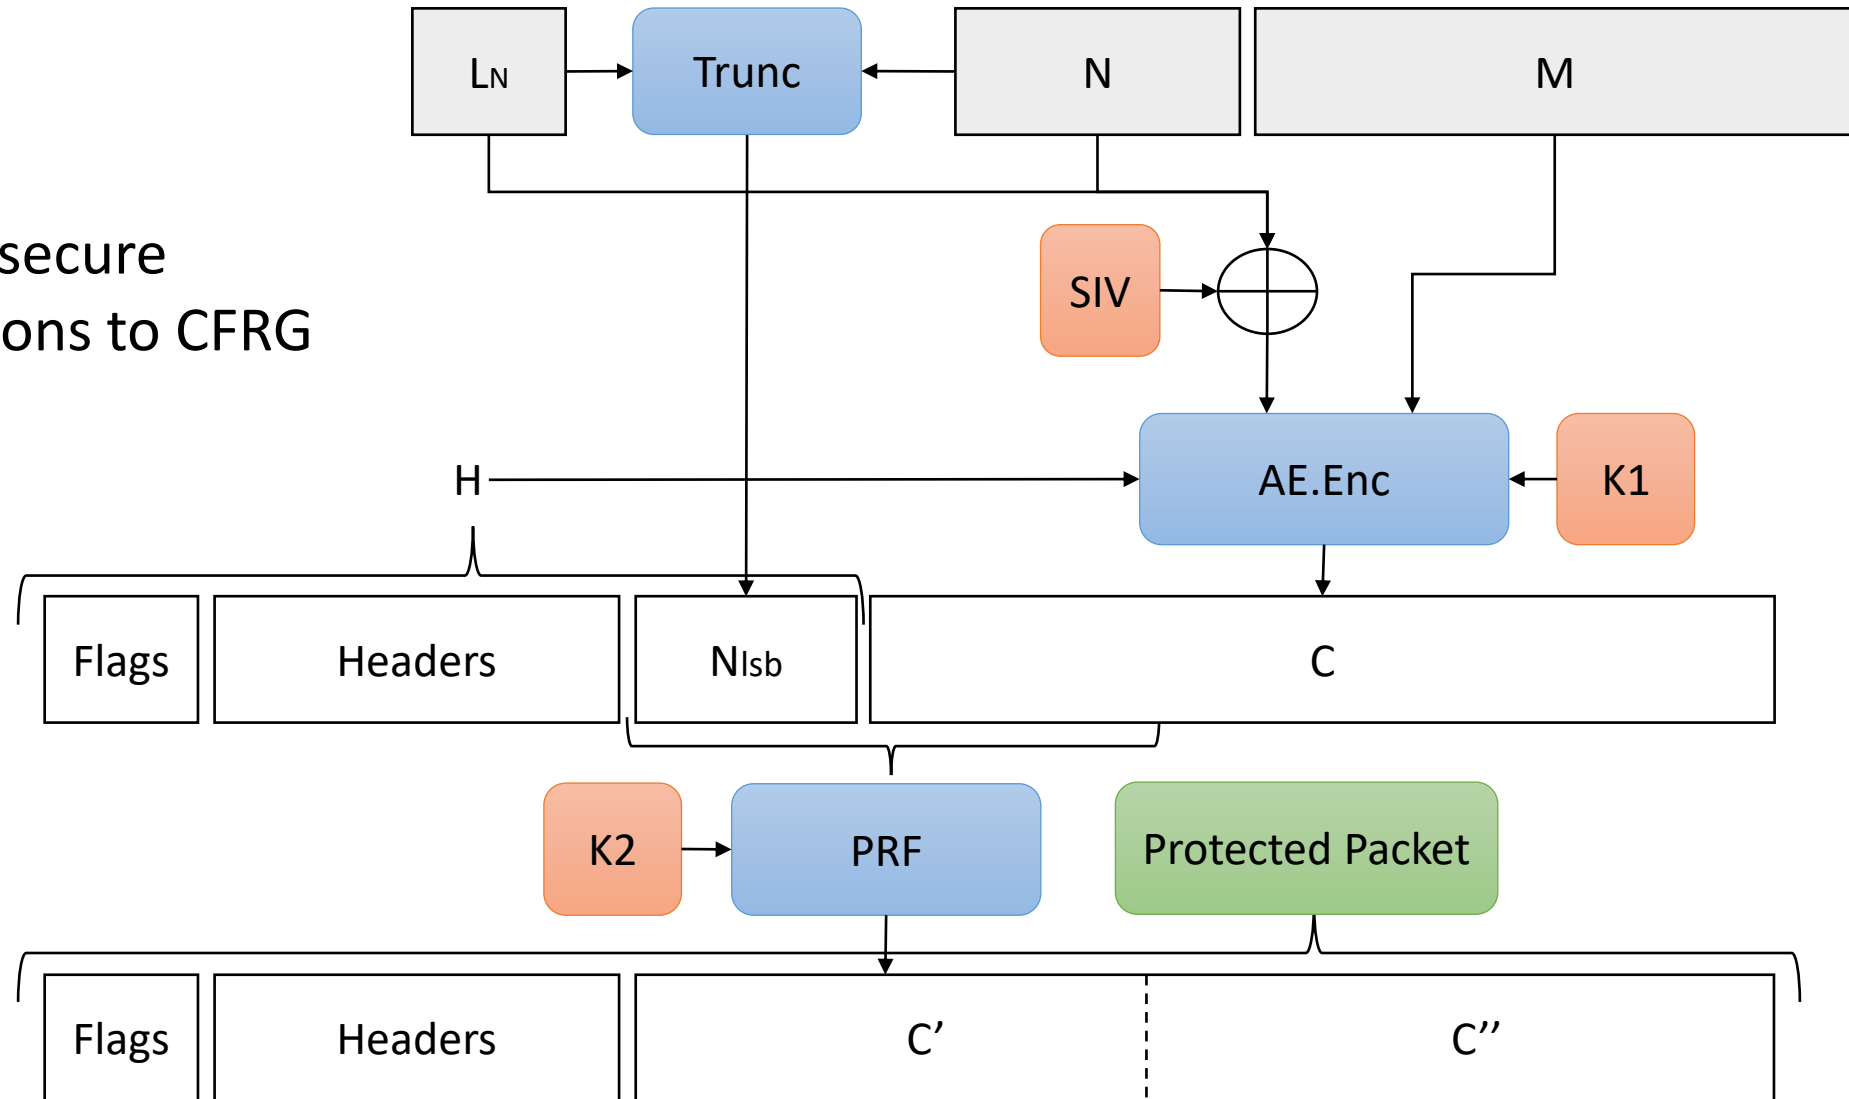 LN
Trunc
N
M
secure
ons to CFRG
SIV
H
AE.Enc
K1
Flags
Headers
Nlsb
C
K2
PRF
Protected Packet
Flags
Headers
C’
C’’